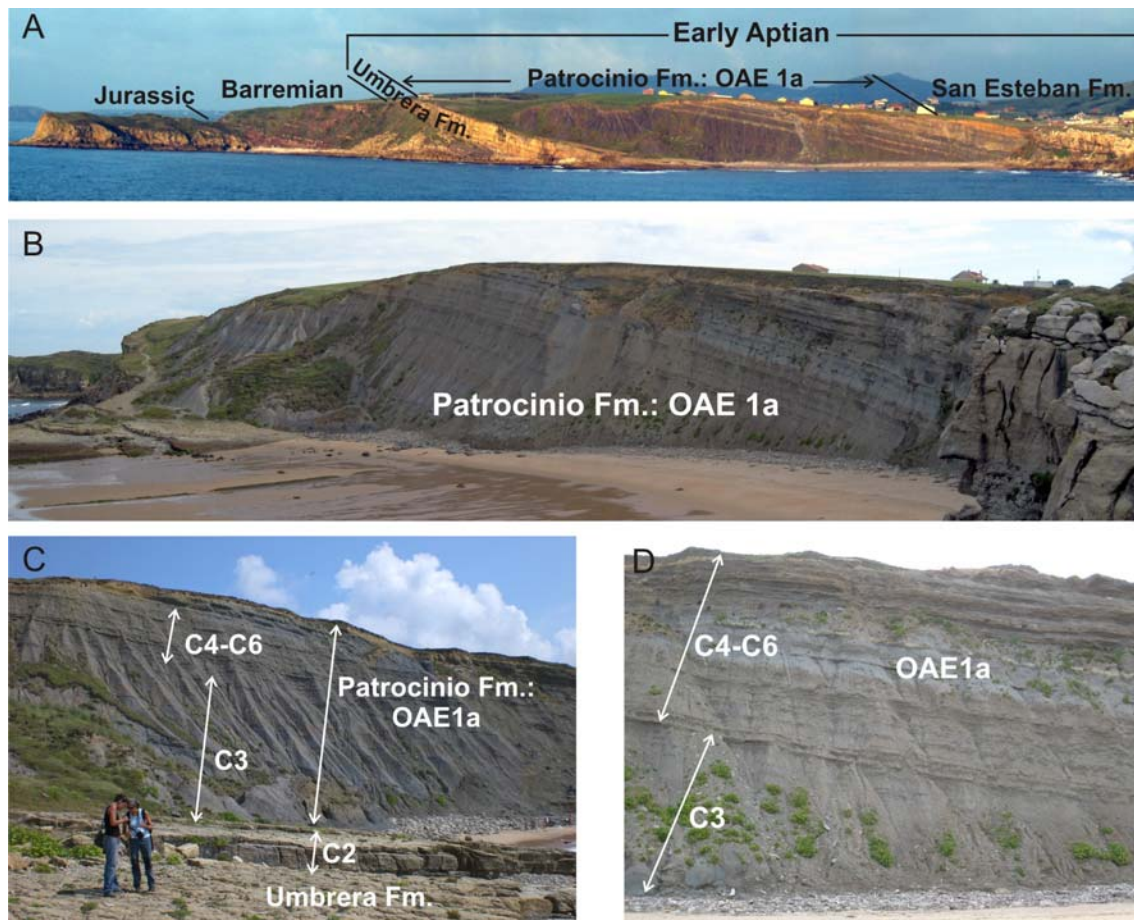 A
Early Aptian
Jurassic
Barremian
Umbrera Fm.
Patrocinio Fm.: OAE 1a
San Esteban Fm.
B
Patrocinio Fm.: OAE 1a
C
C4-C6
Patrocinio Fm.:
OAE1a
C3
C2
Umbrera Fm.
D
C4-C6
OAE1a
C3